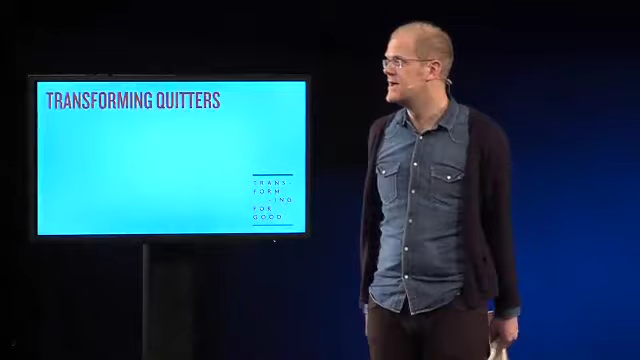 TRANSFORMING QUITTERS
TRANS-
FORM
-ING
FOR
GOOD